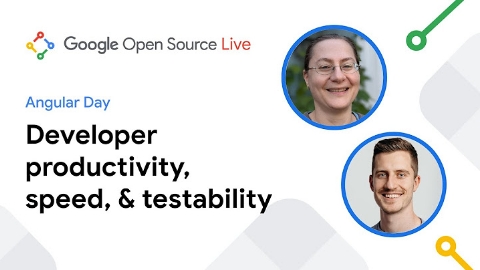 Google Open Source Live
Angular Day
Developer
productivity,
speed, & testability